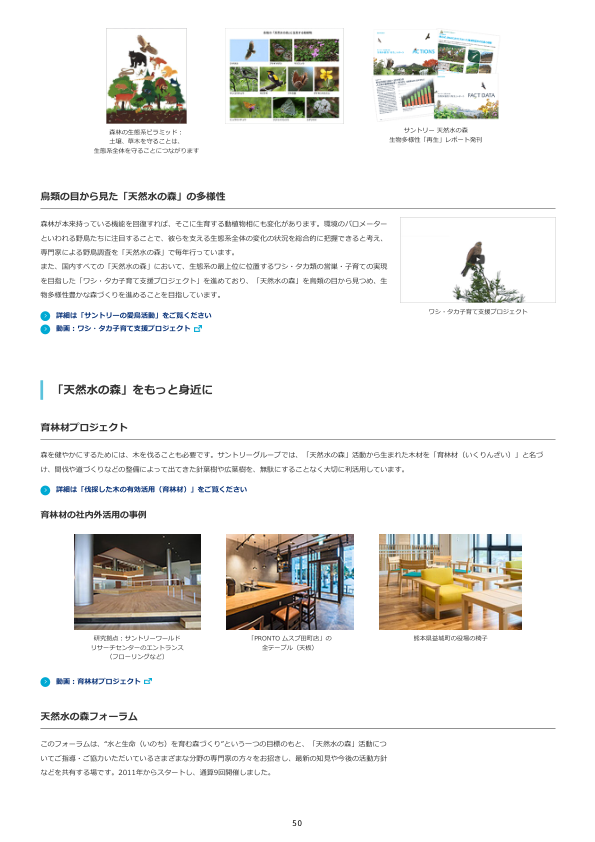 森林の生態系ピラミッド：
土壌、草木を守ることは、
生態系全体を守ることにつながります
ACTIONS
FACT DATA
サントリー 天然水の森
生物多様性「再生」レポート発刊
鳥類の目から見た「天然水の森」の多様性
森林が本来持っている機能を回復すれば、そこに生育する動植物相にも変化があります。環境のバロメーター
といわれる野鳥たちに注目することで、彼らを支える生態系全体の変化の状況を総合的に把握できると考え、
専門家による野鳥調査を「天然水の森」で毎年行っています。
また、国内すべての「天然水の森」において、生態系の最上位に位置するワシ・タカ類の営巣・子育ての実現
を目指した「ワシ・タカ子育て支援プロジェクト」を進めており、「天然水の森」を鳥類の目から見つめ、生
物多様性豊かな森づくりを進めることを目指しています。
ワシ・タカ子育て支援プロジェクト
詳細は「サントリーの愛鳥活動」をご覧ください
動画：ワシ・タカ子育て支援プロジェクト
「天然水の森」をもっと身近に
育林材プロジェクト
森を健やかにするためには、木を伐ることも必要です。サントリーグループでは、「天然水の森」活動から生まれた木材を「育林材（いくりんざい）」と名づ
け、間伐や道づくりなどの整備によって出てきた針葉樹や広葉樹を、無駄にすることなく大切に利活用しています。
詳細は「伐採した木の有効活用（育林材）」をご覧ください
育林材の社内外活用の事例
研究拠点：サントリーワールド
リサーチセンターのエントランス
（フローリングなど）
「PRONTO ムスブ田町店」の
全テーブル（天板）
熊本県益城町の役場の椅子
動画：育林材プロジェクト
天然水の森フォーラム
このフォーラムは、“水と生命（いのち）を育む森づくり”という一つの目標のもと、「天然水の森」活動につ
いてご指導・ご協力いただいているさまざまな分野の専門家の方々をお招きし、最新の知見や今後の活動方針
などを共有する場です。2011年からスタートし、通算9回開催しました。
50